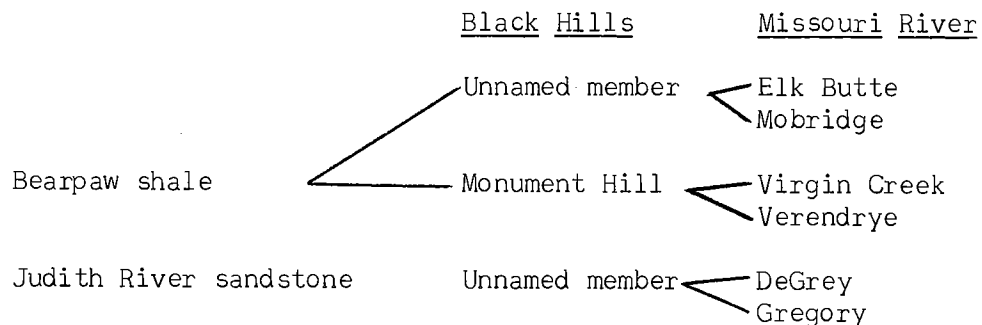 Black Hills Missouri River
Unnamed member Elk Butte
Mobridge
Bearpaw shale Monument Hill Virgin Creek
Verendrye
Judith River sandstone Unnamed member DeGrey
Gregory